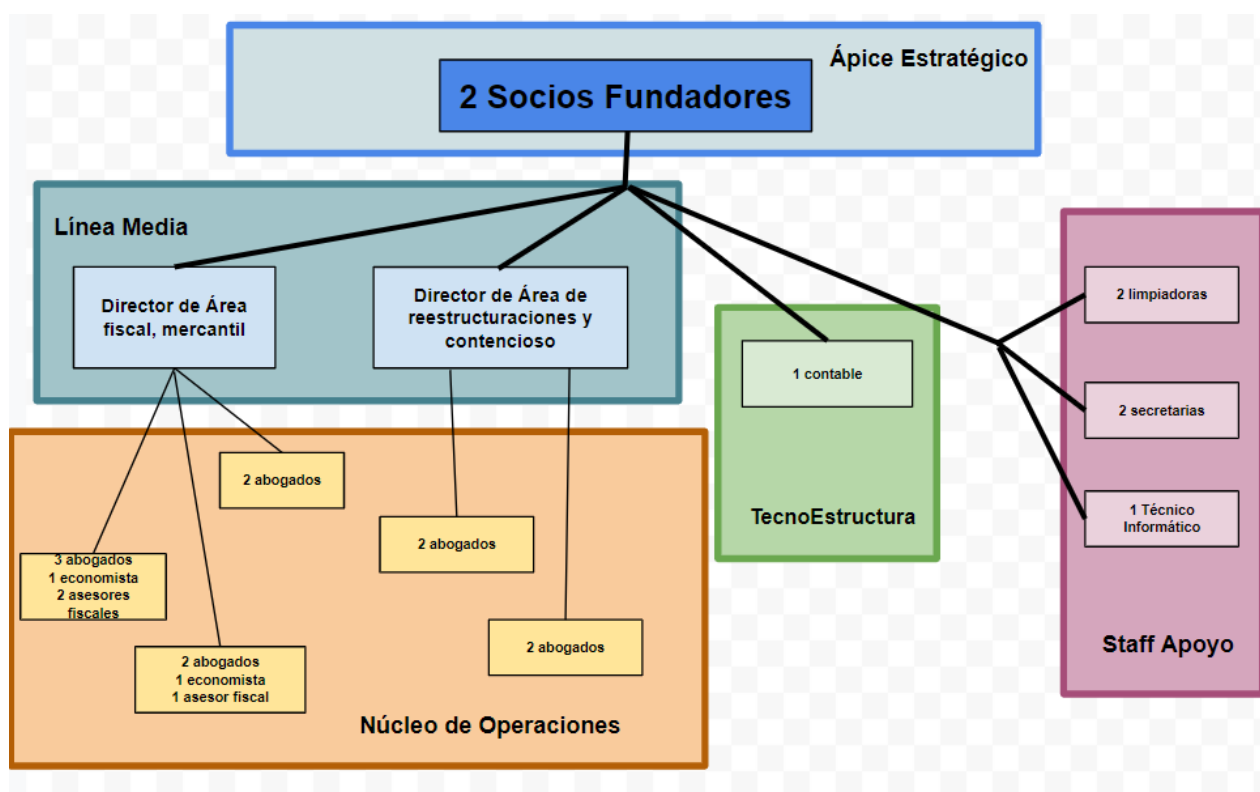 Ápice Estratégico
2 Socios Fundadores
Línea Media
Director de Área
fiscal, mercantil
Director de Área de
reestructuraciones y
contencioso
2 limpiadoras
1 contable
2 secretarias
2 abogados
1 Técnico
Informático
TecnoEstructura
2 abogados
3 abogados
1 economista
2 asesores
fiscales
2 abogados
Staff Apoyo
2 abogados
1 economista
1 asesor fiscal
Núcleo de Operaciones